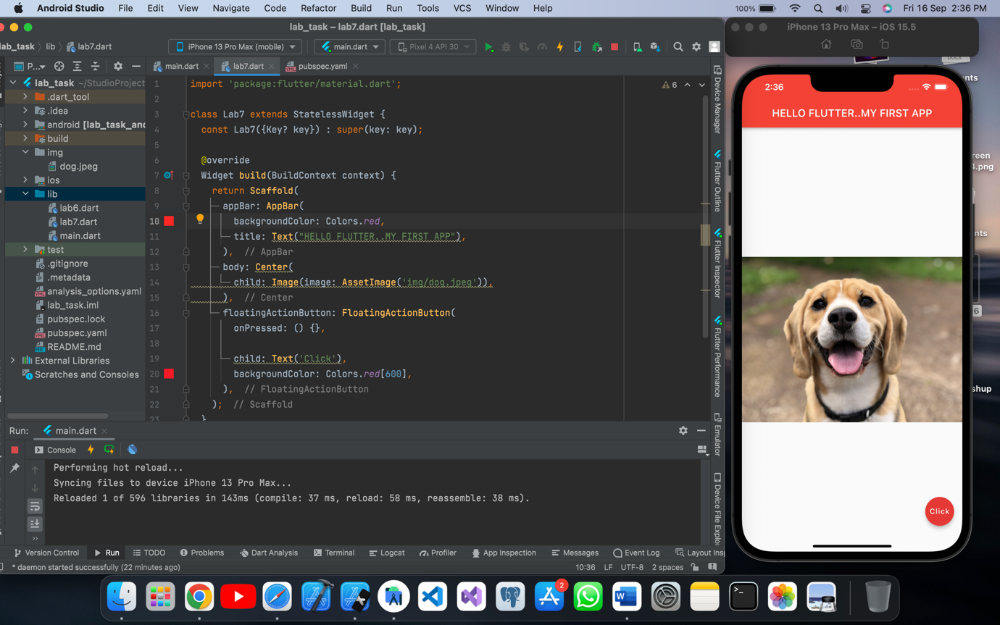 Android Studio File Edit View Navigate Code Refactor Build Run Tools VCS Window Help 100% Fri 16 Sep 2:36 PM
lab_task – lab7.dart [lab_task]
lab_task lib lab7.dart iPhone 13 Pro Max (mobile) main.dart Pixel 4 API 30
P... main.dart lab7.dart pubspec.yaml
lab_task ~/StudioProject
.dart_tool
.idea
android [lab_task_and
build
img
dog.jpeg
ios
lib
lab6.dart
lab7.dart
main.dart
test
.gitignore
.metadata
analysis_options.yaml
lab_task.iml
pubspec.lock
pubspec.yaml
README.md
External Libraries
Scratches and Consoles
6
1 import 'package:flutter/material.dart';
2
3 class Lab7 extends StatelessWidget {
4 const Lab7({Key? key}) : super(key: key);
5
6 @override
7 Widget build(BuildContext context) {
8 return Scaffold(
9 appBar: AppBar(
10 backgroundColor: Colors.red,
11 title: Text("HELLO FLUTTER..MY FIRST APP"),
12 ), // AppBar
13 body: Center(
14 child: Image(image: AssetImage('img/dog.jpeg')),
15 ), // Center
16 floatingActionButton: FloatingActionButton(
17 onPressed: () {},
18
19 child: Text('Click'),
20 backgroundColor: Colors.red[600],
21 ), // FloatingActionButton
22 ); // Scaffold
23 }
Device Manager
Flutter Outline
Flutter Inspector
Flutter Performance
Emulator
Device File Explo
Run: main.dart
Console
Performing hot reload...
Syncing files to device iPhone 13 Pro Max...
Reloaded 1 of 596 libraries in 143ms (compile: 37 ms, reload: 58 ms, reassemble: 38 ms).
Version Control Run TODO Problems Dart Analysis Terminal Logcat Profiler App Inspection Messages Event Log Layout Ins
* daemon started successfully (22 minutes ago) 10:36 LF UTF-8 2 spaces
iPhone 13 Pro Max – iOS 15.5
2:36
HELLO FLUTTER..MY FIRST APP
Click
DOCX
nts
reen
4.png
nts
6
shup
2